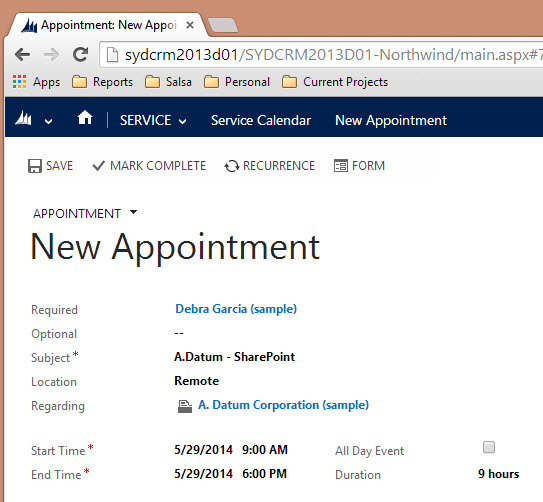 Appointment: New Appoi
sydcrm2013d01/SYDCRM2013D01-Northwind/main.aspx#7
Apps Reports Salsa Personal Current Projects
SERVICE Service Calendar New Appointment
SAVE MARK COMPLETE RECURRENCE FORM
APPOINTMENT
New Appointment
Required Debra Garcia (sample)
Optional --
Subject* A.Datum - SharePoint
Location Remote
Regarding A. Datum Corporation (sample)
Start Time* 5/29/2014 9:00 AM All Day Event
End Time* 5/29/2014 6:00 PM Duration 9 hours